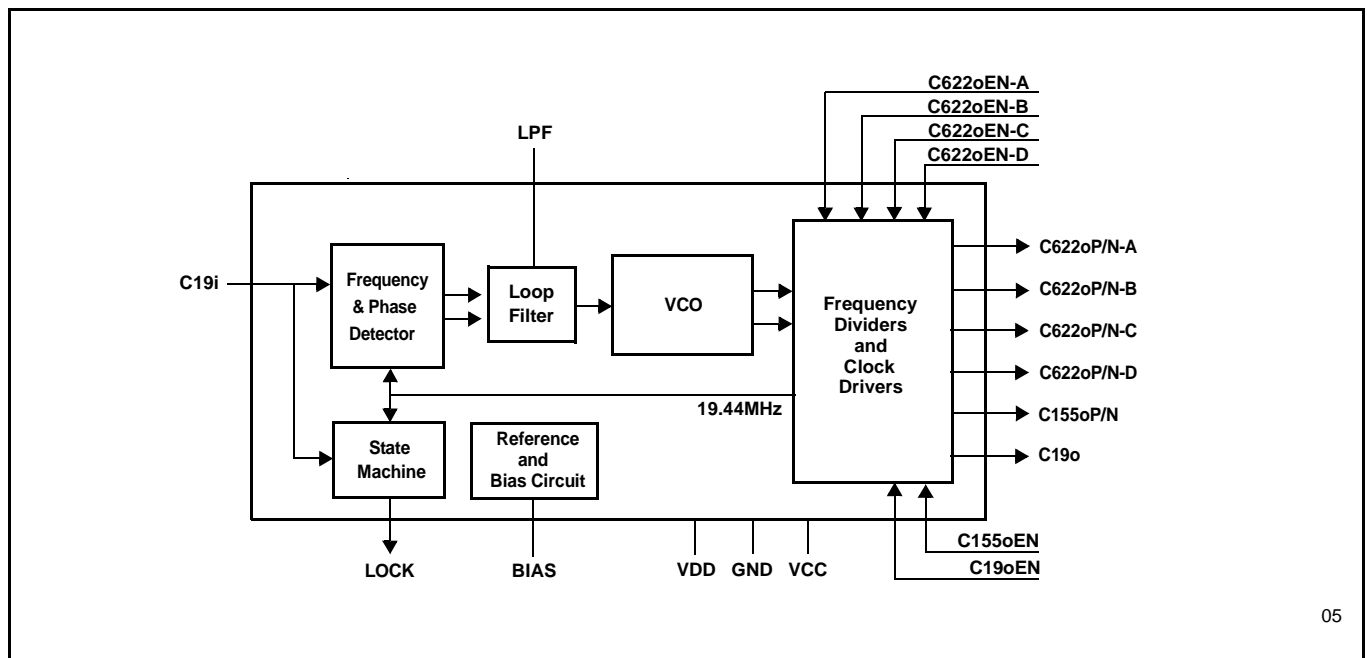 C622oEN-A
C622oEN-B
C622oEN-C
C622oEN-D
LPF
C19i
Frequency
& Phase
Detector
Loop
Filter
VCO
Frequency
Dividers
and
Clock
Drivers
C622oP/N-A
C622oP/N-B
C622oP/N-C
C622oP/N-D
C155oP/N
C19o
19.44MHz
State
Machine
Reference
and
Bias Circuit
LOCK
BIAS
VDD
GND
VCC
C155oEN
C19oEN
05